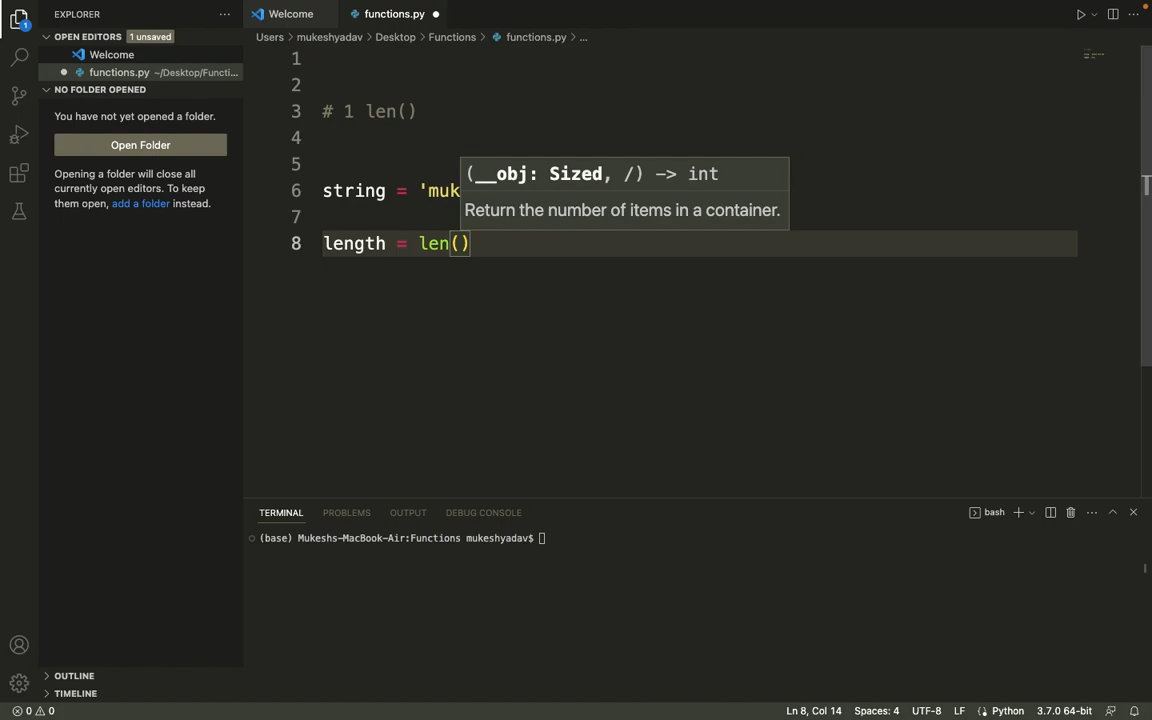 EXPLORER
Welcome
functions.py
OPEN EDITORS
1 unsaved
Users > mukeshyadav > Desktop > Functions > functions.py > ...
1
Welcome
functions.py ~/Desktop/Functi...
NO FOLDER OPENED
You have not yet opened a folder.
Open Folder
Opening a folder will close all
currently open editors. To keep
them open, add a folder instead.
1
2
3 # 1 len()
4
5
(__obj: Sized, /) -> int
6 string = 'muk
Return the number of items in a container.
7
8 length = len()
TERMINAL PROBLEMS OUTPUT DEBUG CONSOLE
bash
(base) Mukeshs-MacBook-Air:Functions mukeshyadav$
OUTLINE
TIMELINE
0 0
Ln 8, Col 14 Spaces: 4 UTF-8 LF Python 3.7.0 64-bit